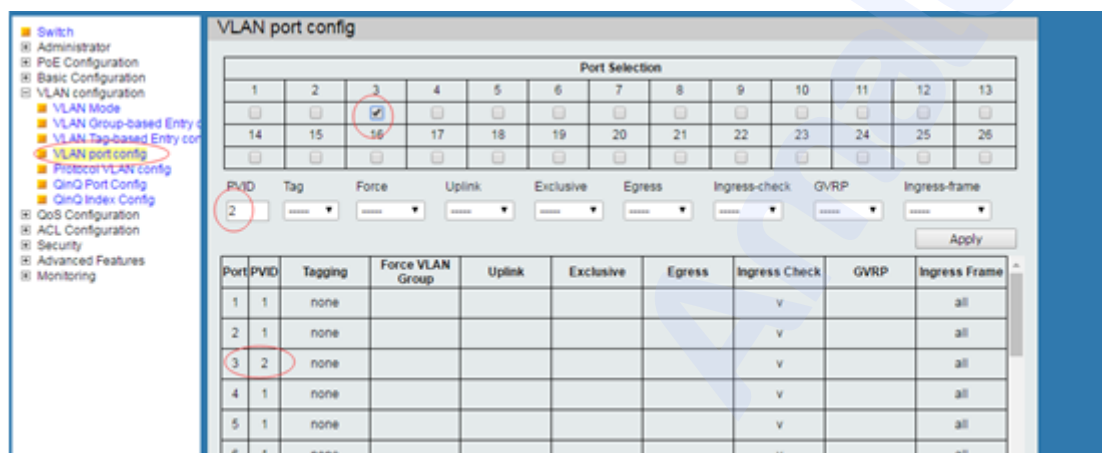 Switch
Administrator
PoE Configuration
Basic Configuration
VLAN configuration
VLAN Mode
VLAN Group-based Entry c
VLAN Tag-based Entry con
VLAN port config
Protocol VLAN config
QinQ Port Config
QinQ Index Config
QoS Configuration
ACL Configuration
Security
Advanced Features
Monitoring
VLAN port config
Port Selection
1 2 3 4 5 6 7 8 9 10 11 12 13
14 15 16 17 18 19 20 21 22 23 24 25 26
PVID Tag Force Uplink Exclusive Egress Ingress-check GVRP Ingress-frame
2 ----- ----- ----- ----- ----- ----- ----- -----
Apply
Port PVID Tagging Force VLAN Group Uplink Exclusive Egress Ingress Check GVRP Ingress Frame
1 1 none v all
2 1 none v all
3 2 none v all
4 1 none v all
5 1 none v all